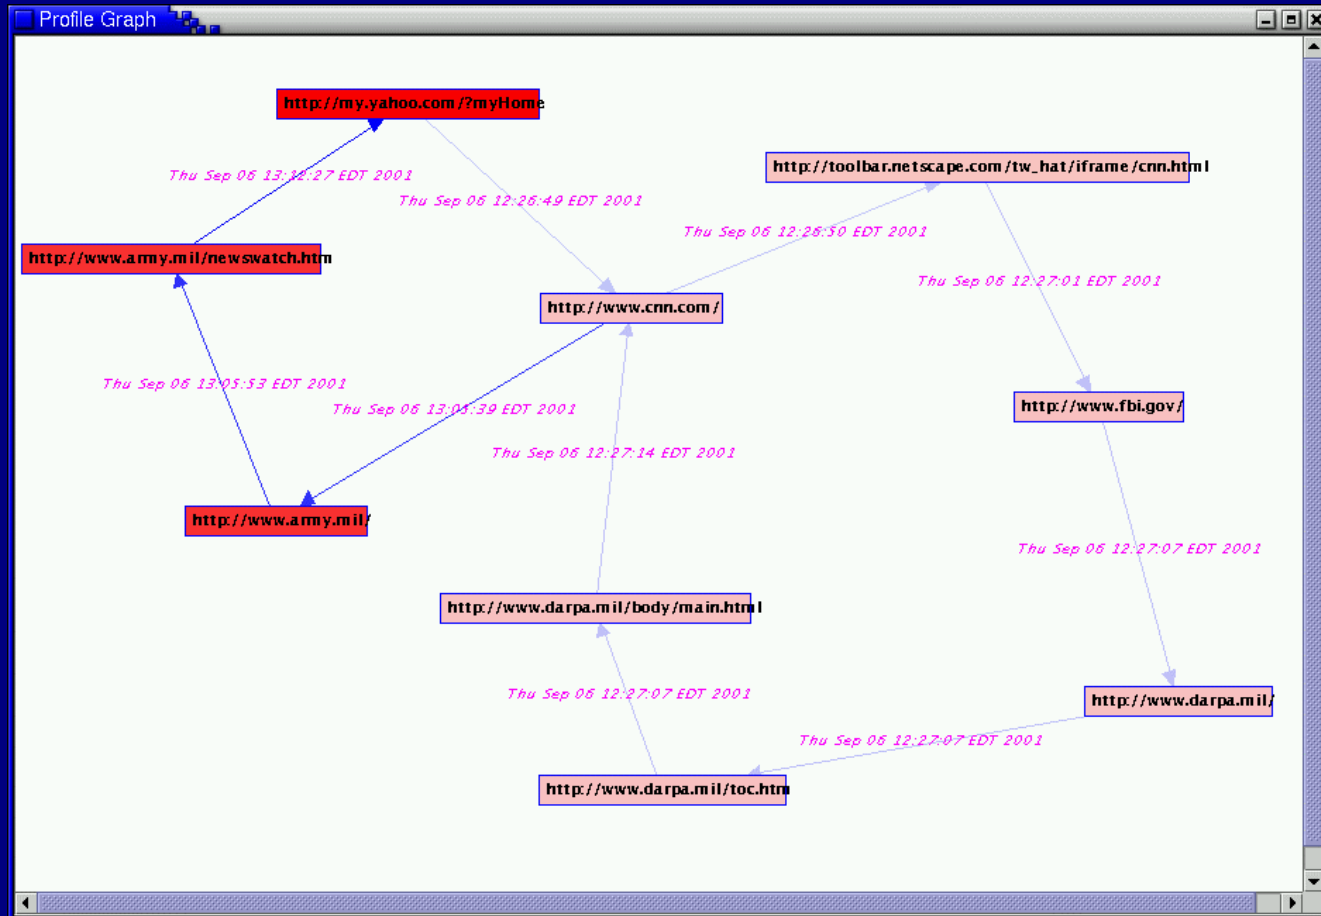 Profile Graph
http://my.yahoo.com/?myHome
http://toolbar.netscape.com/tw_hat/iframe/cnn.html
Thu Sep 06 13:12:27 EDT 2001
Thu Sep 06 12:26:49 EDT 2001
Thu Sep 06 12:26:50 EDT 2001
http://www.army.mil/newswatch.htm
Thu Sep 06 12:27:01 EDT 2001
http://www.cnn.com/
Thu Sep 06 13:05:53 EDT 2001
Thu Sep 06 13:05:39 EDT 2001
http://www.fbi.gov/
Thu Sep 06 12:27:14 EDT 2001
http://www.army.mil/
Thu Sep 06 12:27:07 EDT 2001
http://www.darpa.mil/body/main.html
Thu Sep 06 12:27:07 EDT 2001
http://www.darpa.mil/
Thu Sep 06 12:27:07 EDT 2001
http://www.darpa.mil/toc.htm